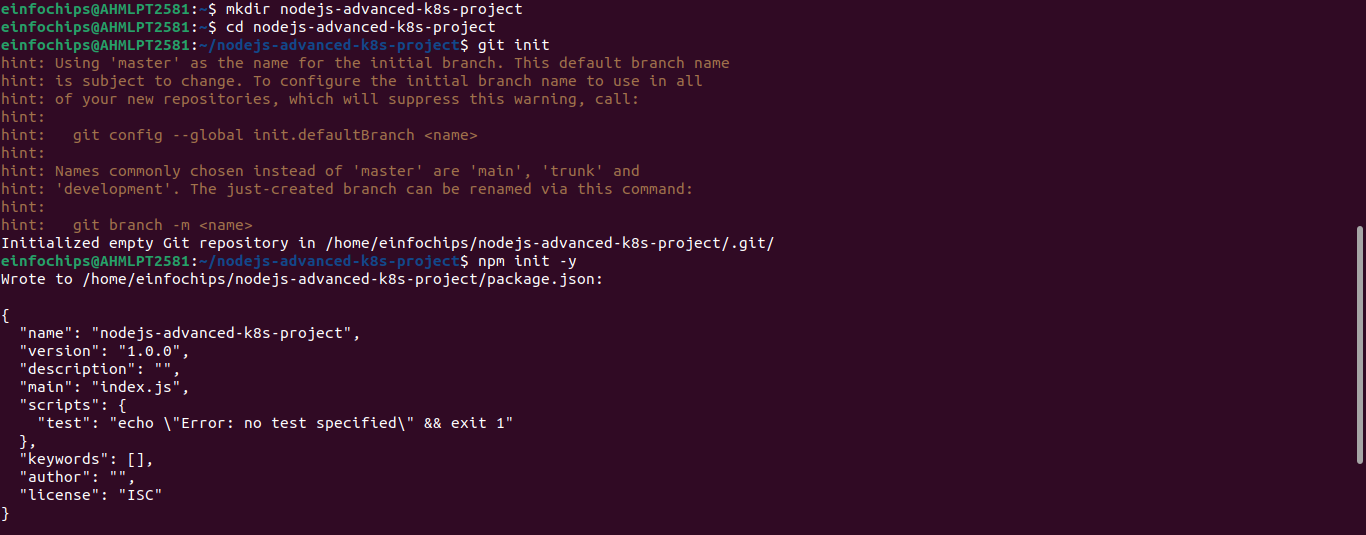 einfochips@AHMLPT2581:~$ mkdir nodejs-advanced-k8s-project
einfochips@AHMLPT2581:~$ cd nodejs-advanced-k8s-project
einfochips@AHMLPT2581:~/nodejs-advanced-k8s-project$ git init
hint: Using 'master' as the name for the initial branch. This default branch name
hint: is subject to change. To configure the initial branch name to use in all
hint: of your new repositories, which will suppress this warning, call:
hint:
hint:   git config --global init.defaultBranch <name>
hint:
hint: Names commonly chosen instead of 'master' are 'main', 'trunk' and
hint: 'development'. The just-created branch can be renamed via this command:
hint:
hint:   git branch -m <name>
Initialized empty Git repository in /home/einfochips/nodejs-advanced-k8s-project/.git/
einfochips@AHMLPT2581:~/nodejs-advanced-k8s-project$ npm init -y
Wrote to /home/einfochips/nodejs-advanced-k8s-project/package.json:

{
  "name": "nodejs-advanced-k8s-project",
  "version": "1.0.0",
  "description": "",
  "main": "index.js",
  "scripts": {
    "test": "echo \"Error: no test specified\" && exit 1"
  },
  "keywords": [],
  "author": "",
  "license": "ISC"
}